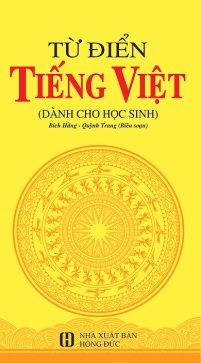 TỪ ĐIỂN
TIẾNG VIỆT
(DÀNH CHO HỌC SINH)
Bích Hằng - Quỳnh Trang (Biên soạn)
NHÀ XUẤT BẢN
HỒNG ĐỨC